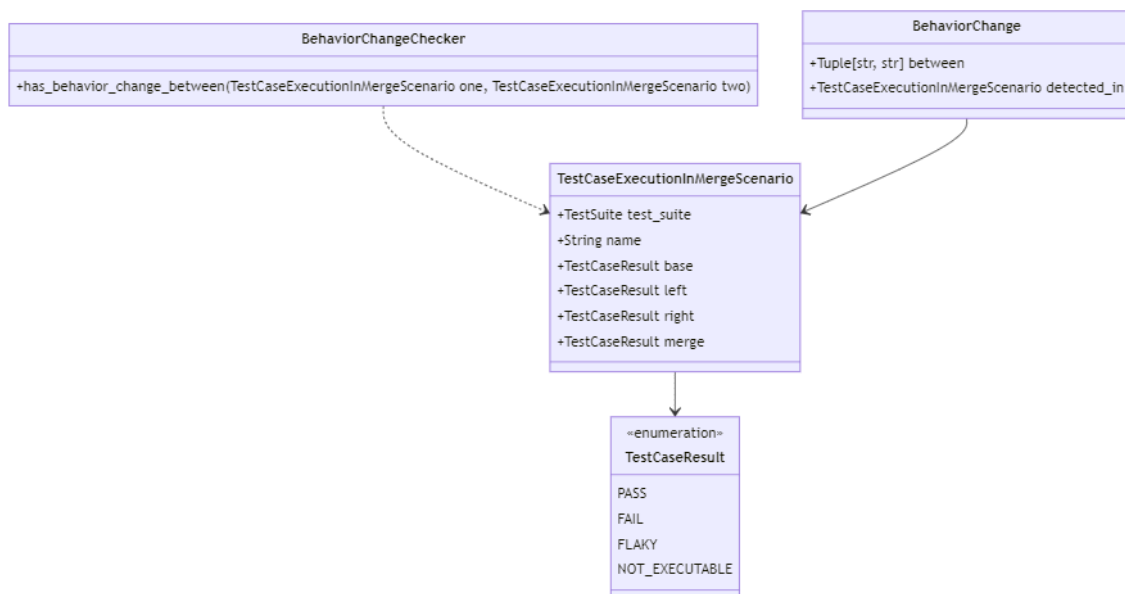 BehaviorChangeChecker
+has_behavior_change_between(TestCaseExecutionInMergeScenario one, TestCaseExecutionInMergeScenario two)
BehaviorChange
+Tuple[str, str] between
+TestCaseExecutionInMergeScenario detected_in
TestCaseExecutionInMergeScenario
+TestSuite test_suite
+String name
+TestCaseResult base
+TestCaseResult left
+TestCaseResult right
+TestCaseResult merge
«enumeration»
TestCaseResult
PASS
FAIL
FLAKY
NOT_EXECUTABLE